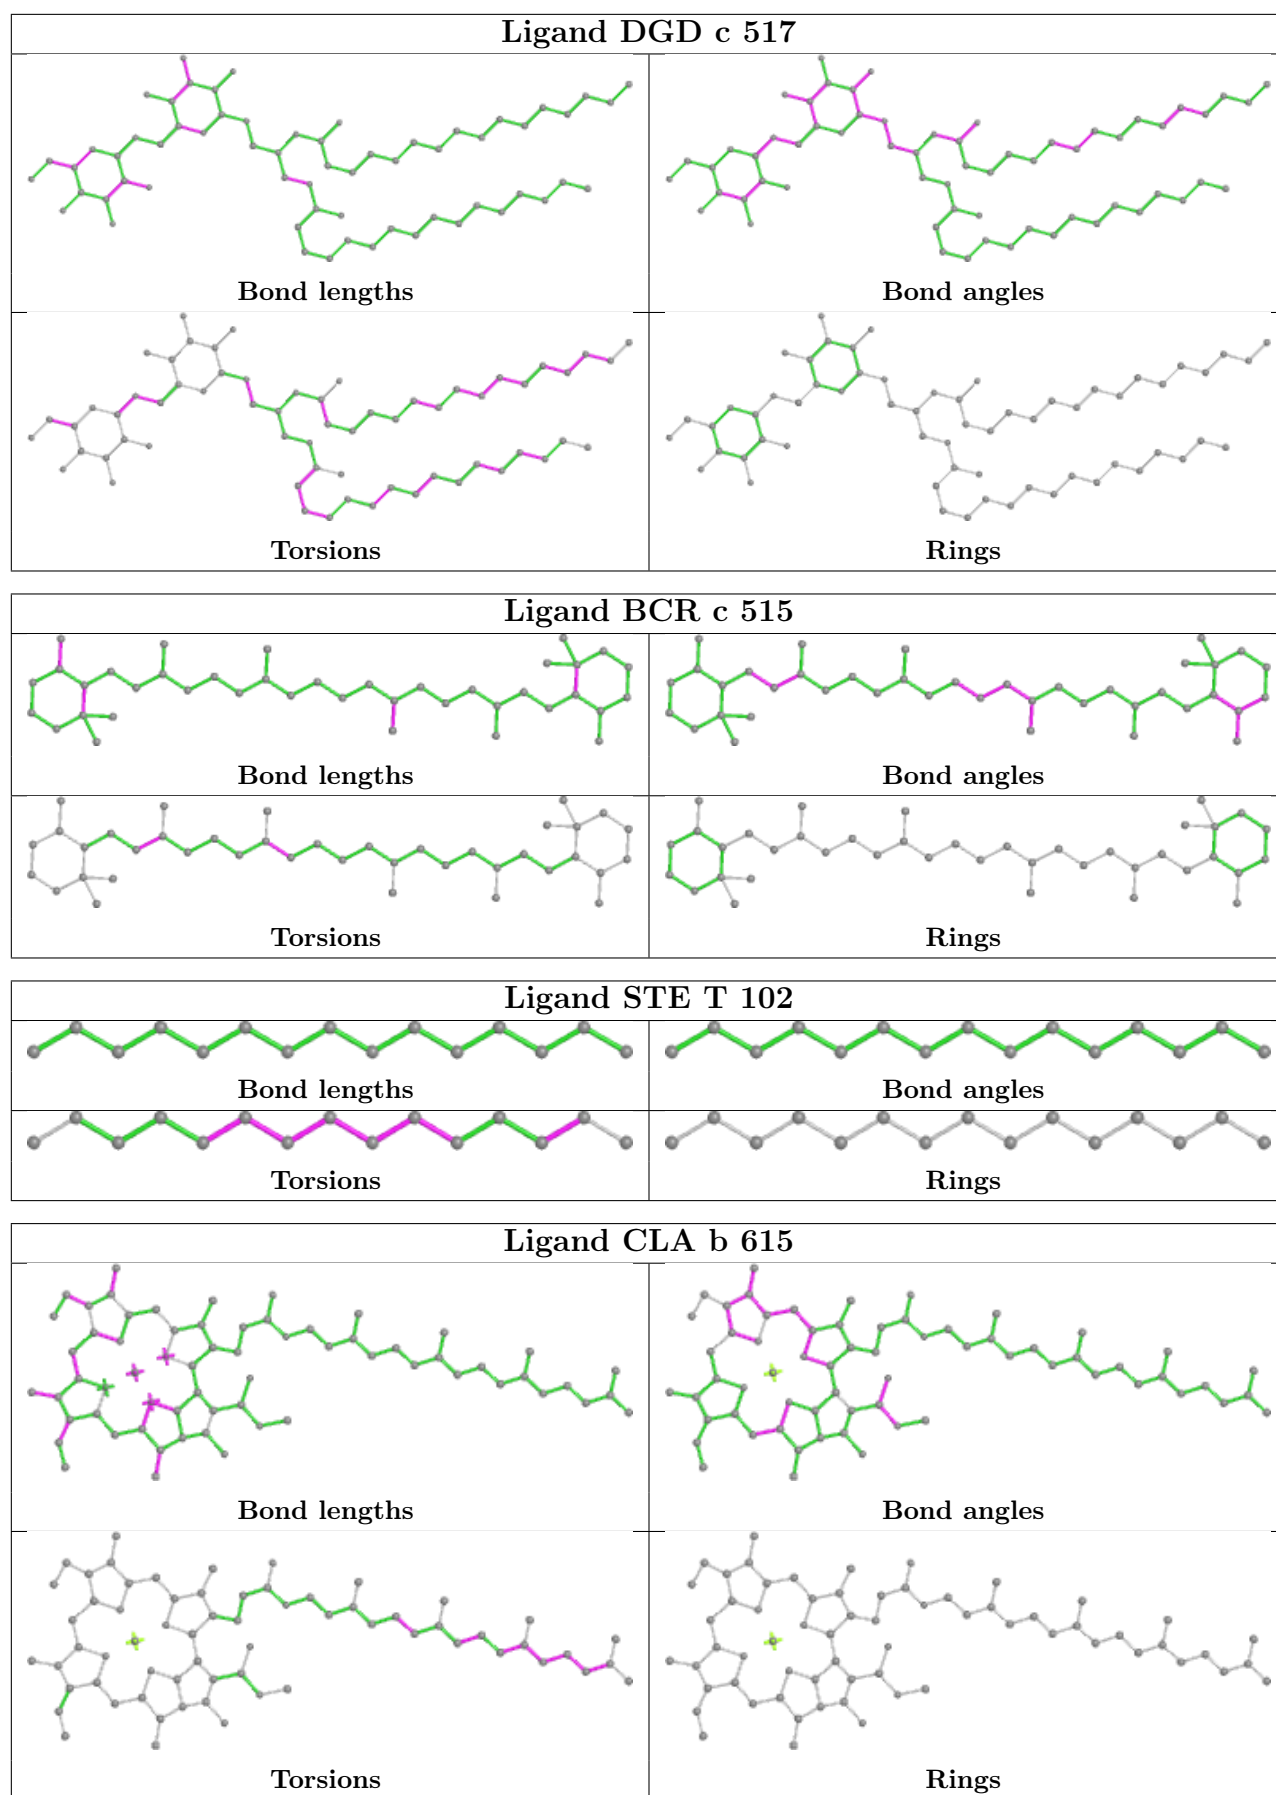 Ligand DGD c 517
Bond lengths
Bond angles
Torsions
Rings
Ligand BCR c 515
Bond lengths
Bond angles
Torsions
Rings
Ligand STE T 102
Bond lengths
Bond angles
Torsions
Rings
Ligand CLA b 615
Bond lengths
Bond angles
Torsions
Rings